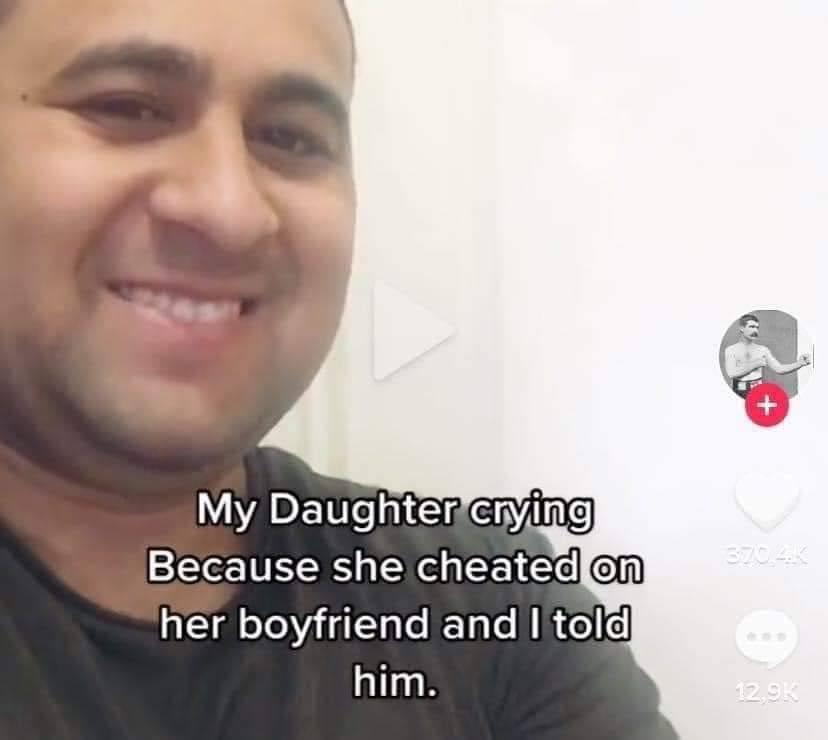 My Daughter crying
Because she cheated on
her boyfriend and I told
him.
370,4K
12,9K